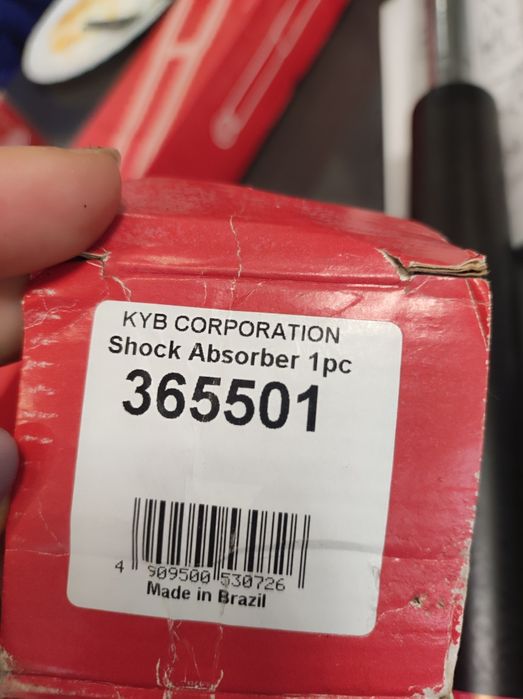 KYB CORPORATION
Shock Absorber 1pc
365501
4 909500 530726
Made in Brazil